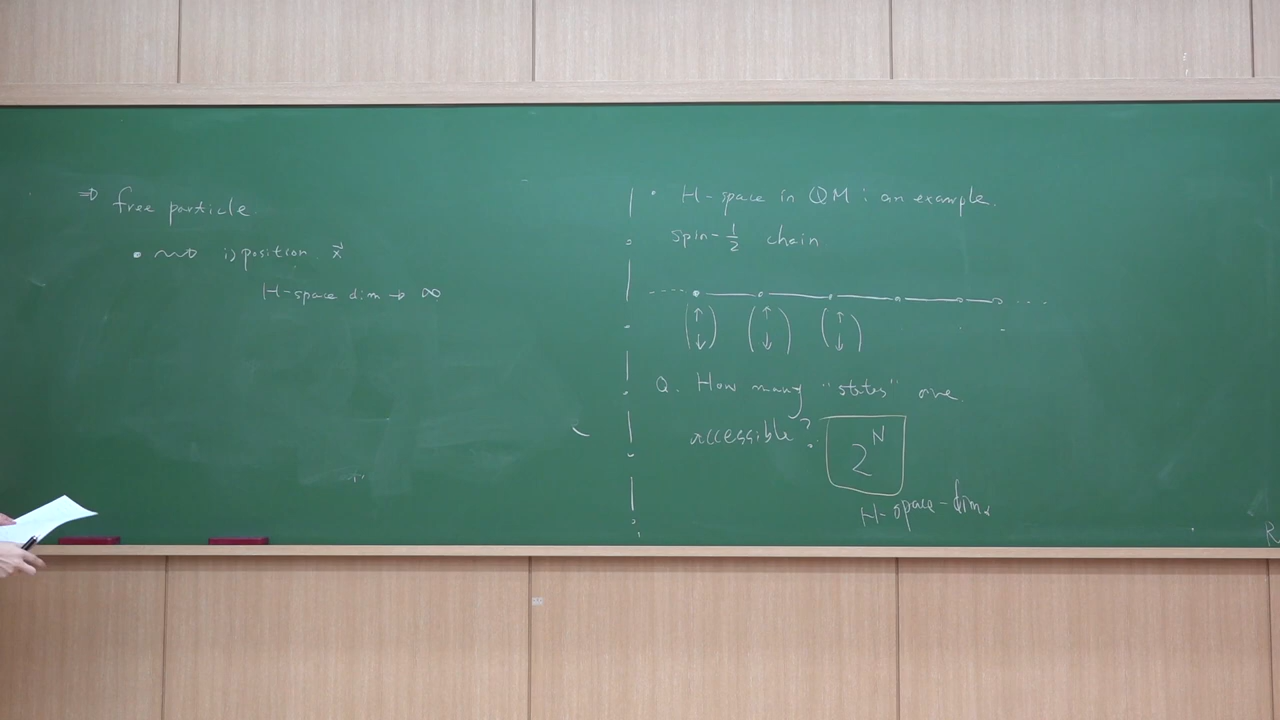 ⇒ free particle
• ⇝ i) position x⃗
H-space dim → ∞
• H-space in QM : an example.
spin-1/2 chain
(↑↓) (↑↓) (↑↓)
Q. How many "states" are
accessible?
2^N
H-space-dim.
R